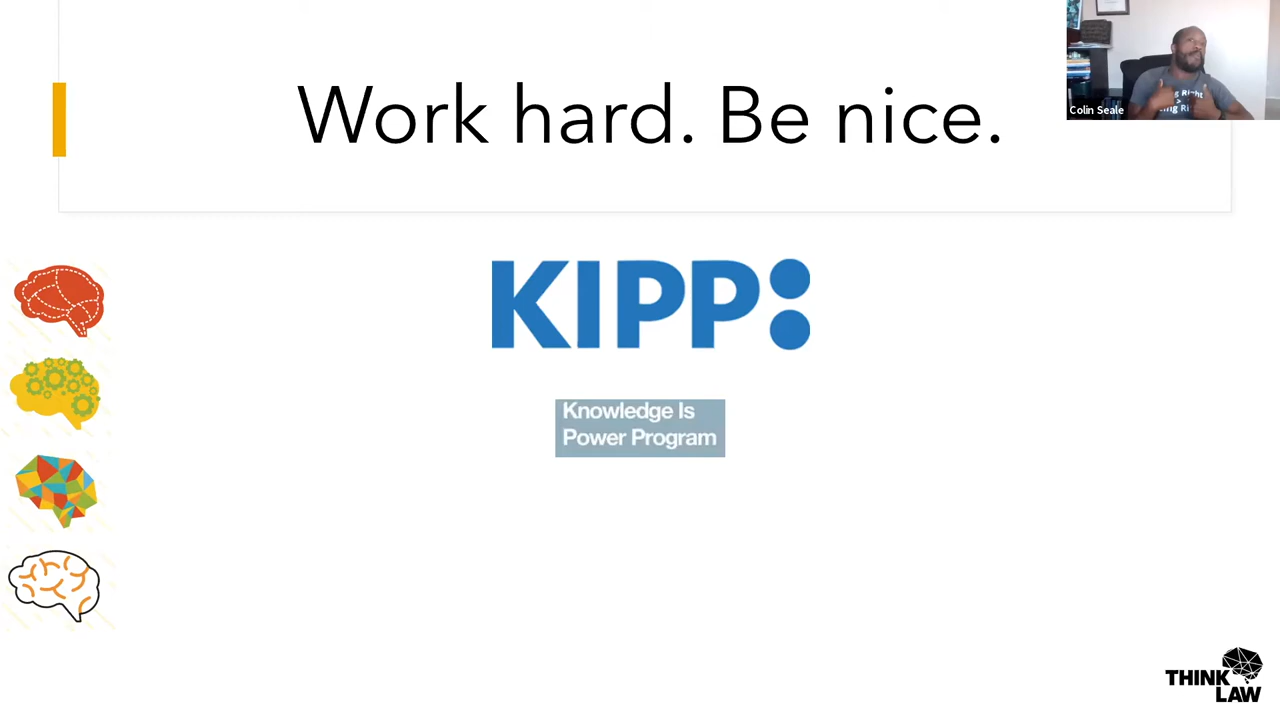 Work hard. Be nice.
Colin Seale
KIPP:
Knowledge Is
Power Program
THINK
LAW